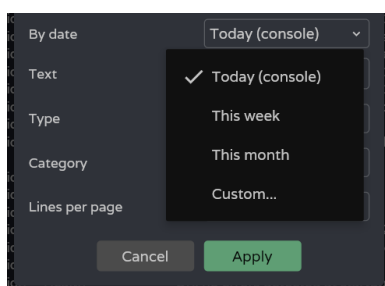 By date
Today (console)
Text
Today (console)
Type
This week
Category
This month
Lines per page
Custom...
Cancel
Apply